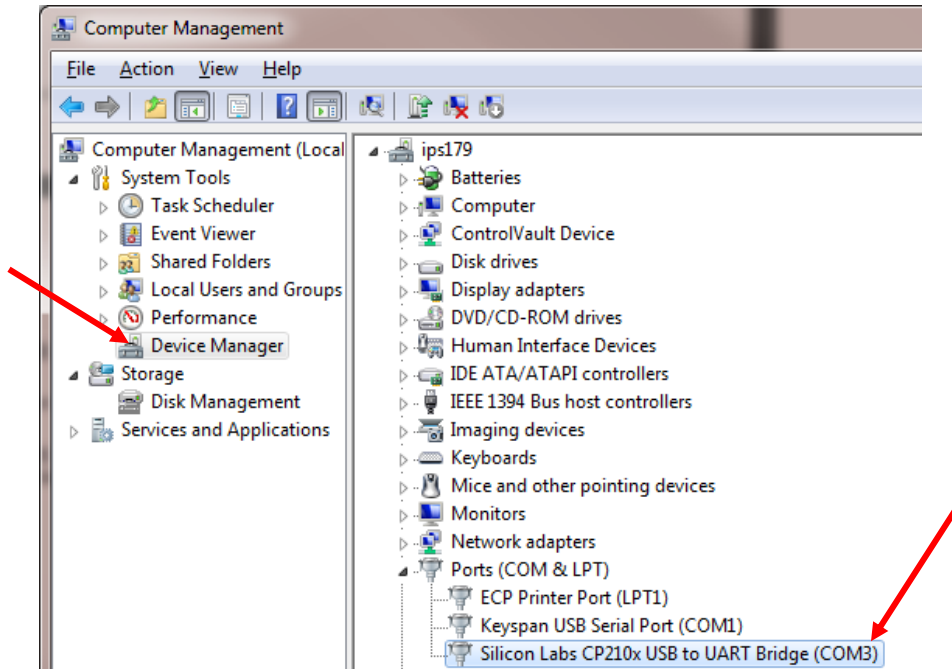 Computer Management
File Action View Help
Computer Management (Local
System Tools
Task Scheduler
Event Viewer
Shared Folders
Local Users and Groups
Performance
Device Manager
Storage
Disk Management
Services and Applications
ips179
Batteries
Computer
ControlVault Device
Disk drives
Display adapters
DVD/CD-ROM drives
Human Interface Devices
IDE ATA/ATAPI controllers
IEEE 1394 Bus host controllers
Imaging devices
Keyboards
Mice and other pointing devices
Monitors
Network adapters
Ports (COM & LPT)
ECP Printer Port (LPT1)
Keyspan USB Serial Port (COM1)
Silicon Labs CP210x USB to UART Bridge (COM3)